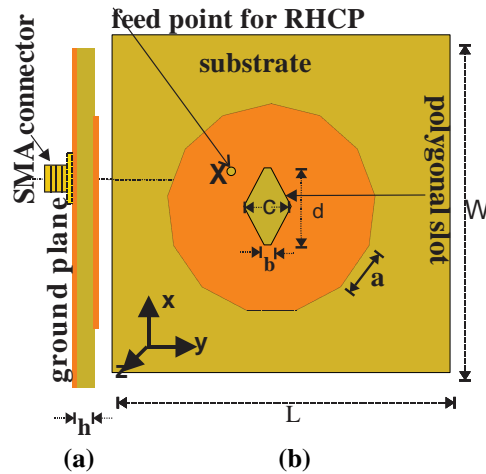 feed point for RHCP
substrate
SMA connector
polygonal slot
X
C
d
W
b
a
ground plane
x
y
z
L
h
(a)
(b)